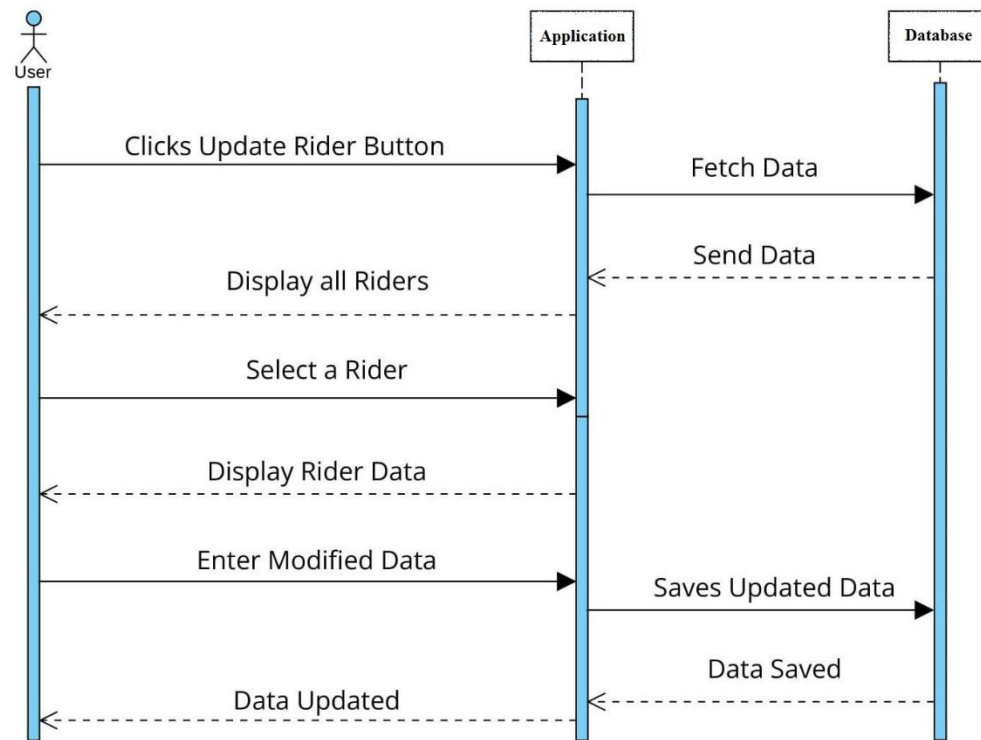 User
Application
Database
Clicks Update Rider Button
Fetch Data
Send Data
Display all Riders
Select a Rider
Display Rider Data
Enter Modified Data
Saves Updated Data
Data Saved
Data Updated